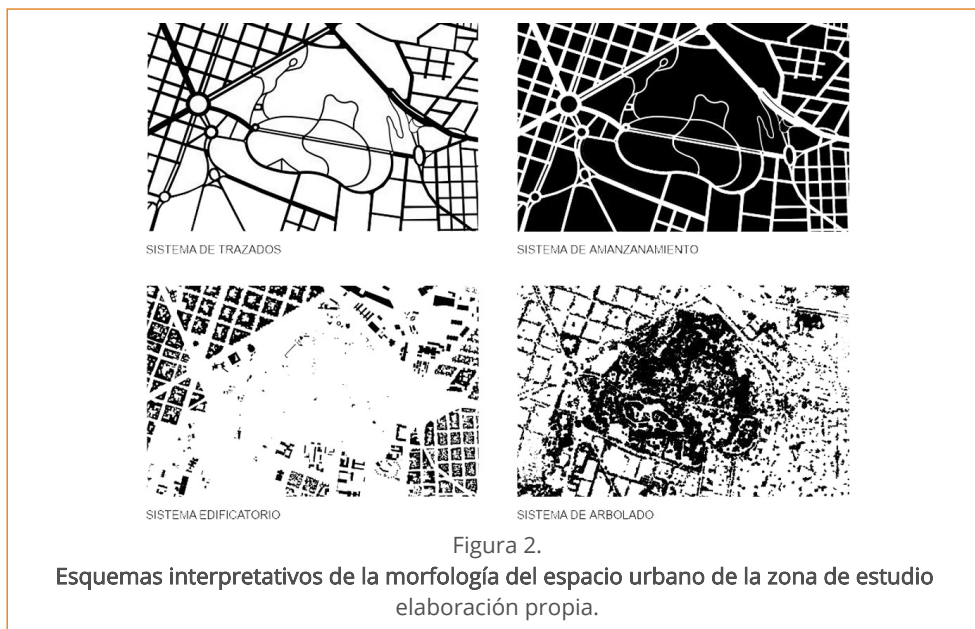 SISTEMA DE TRAZADOS
SISTEMA DE AMANZANAMIENTO
SISTEMA EDIFICATORIO
SISTEMA DE ARBOLADO
Figura 2.
Esquemas interpretativos de la morfología del espacio urbano de la zona de estudio
elaboración propia.